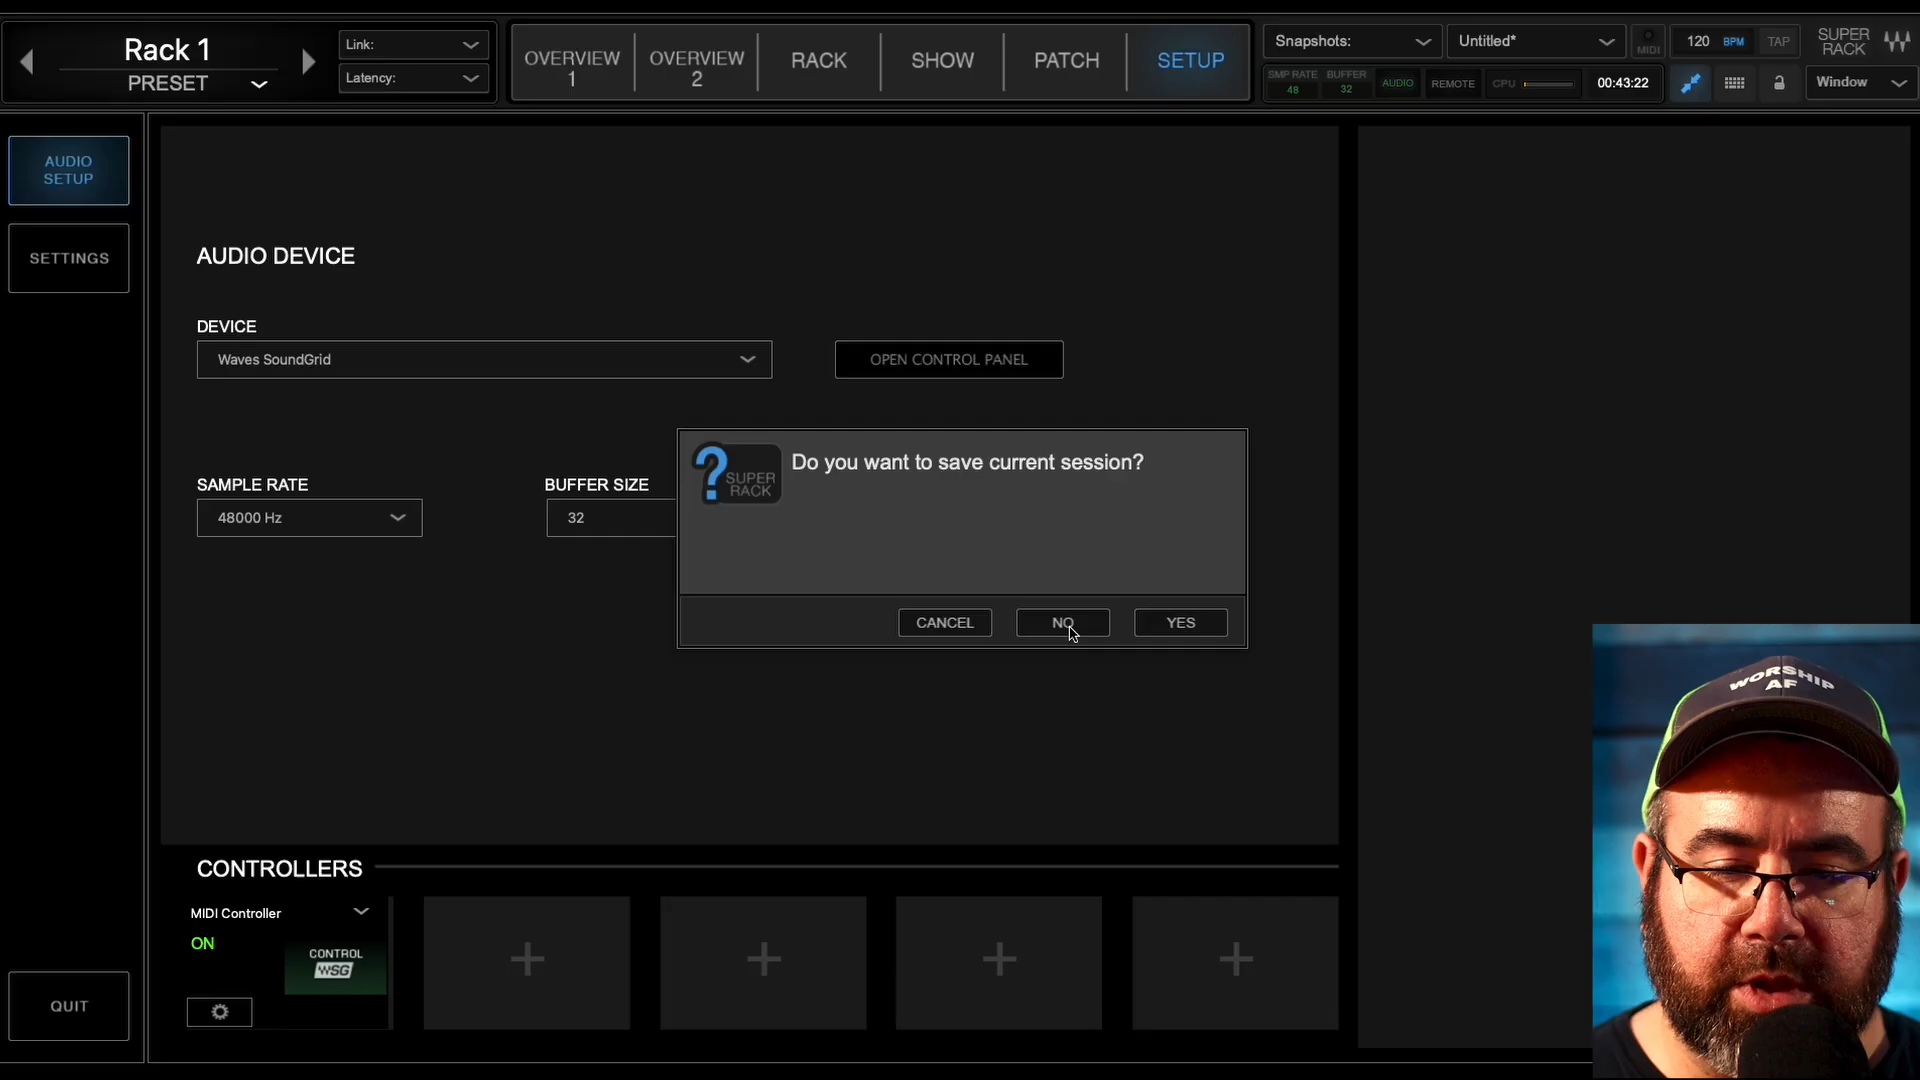 Rack 1
PRESET
Link:
Latency:
OVERVIEW
1
OVERVIEW
2
RACK
SHOW
PATCH
SETUP
Snapshots:
Untitled*
MIDI
120 BPM TAP
SUPER
RACK
SMP RATE
48
BUFFER
32
AUDIO
REMOTE
CPU
00:43:22
Window
AUDIO
SETUP
SETTINGS
AUDIO DEVICE
DEVICE
Waves SoundGrid
OPEN CONTROL PANEL
SAMPLE RATE
48000 Hz
BUFFER SIZE
32
SUPER
RACK
Do you want to save current session?
CANCEL
NO
YES
CONTROLLERS
MIDI Controller
ON
CONTROL
WSG
QUIT
WORSHIP
AF